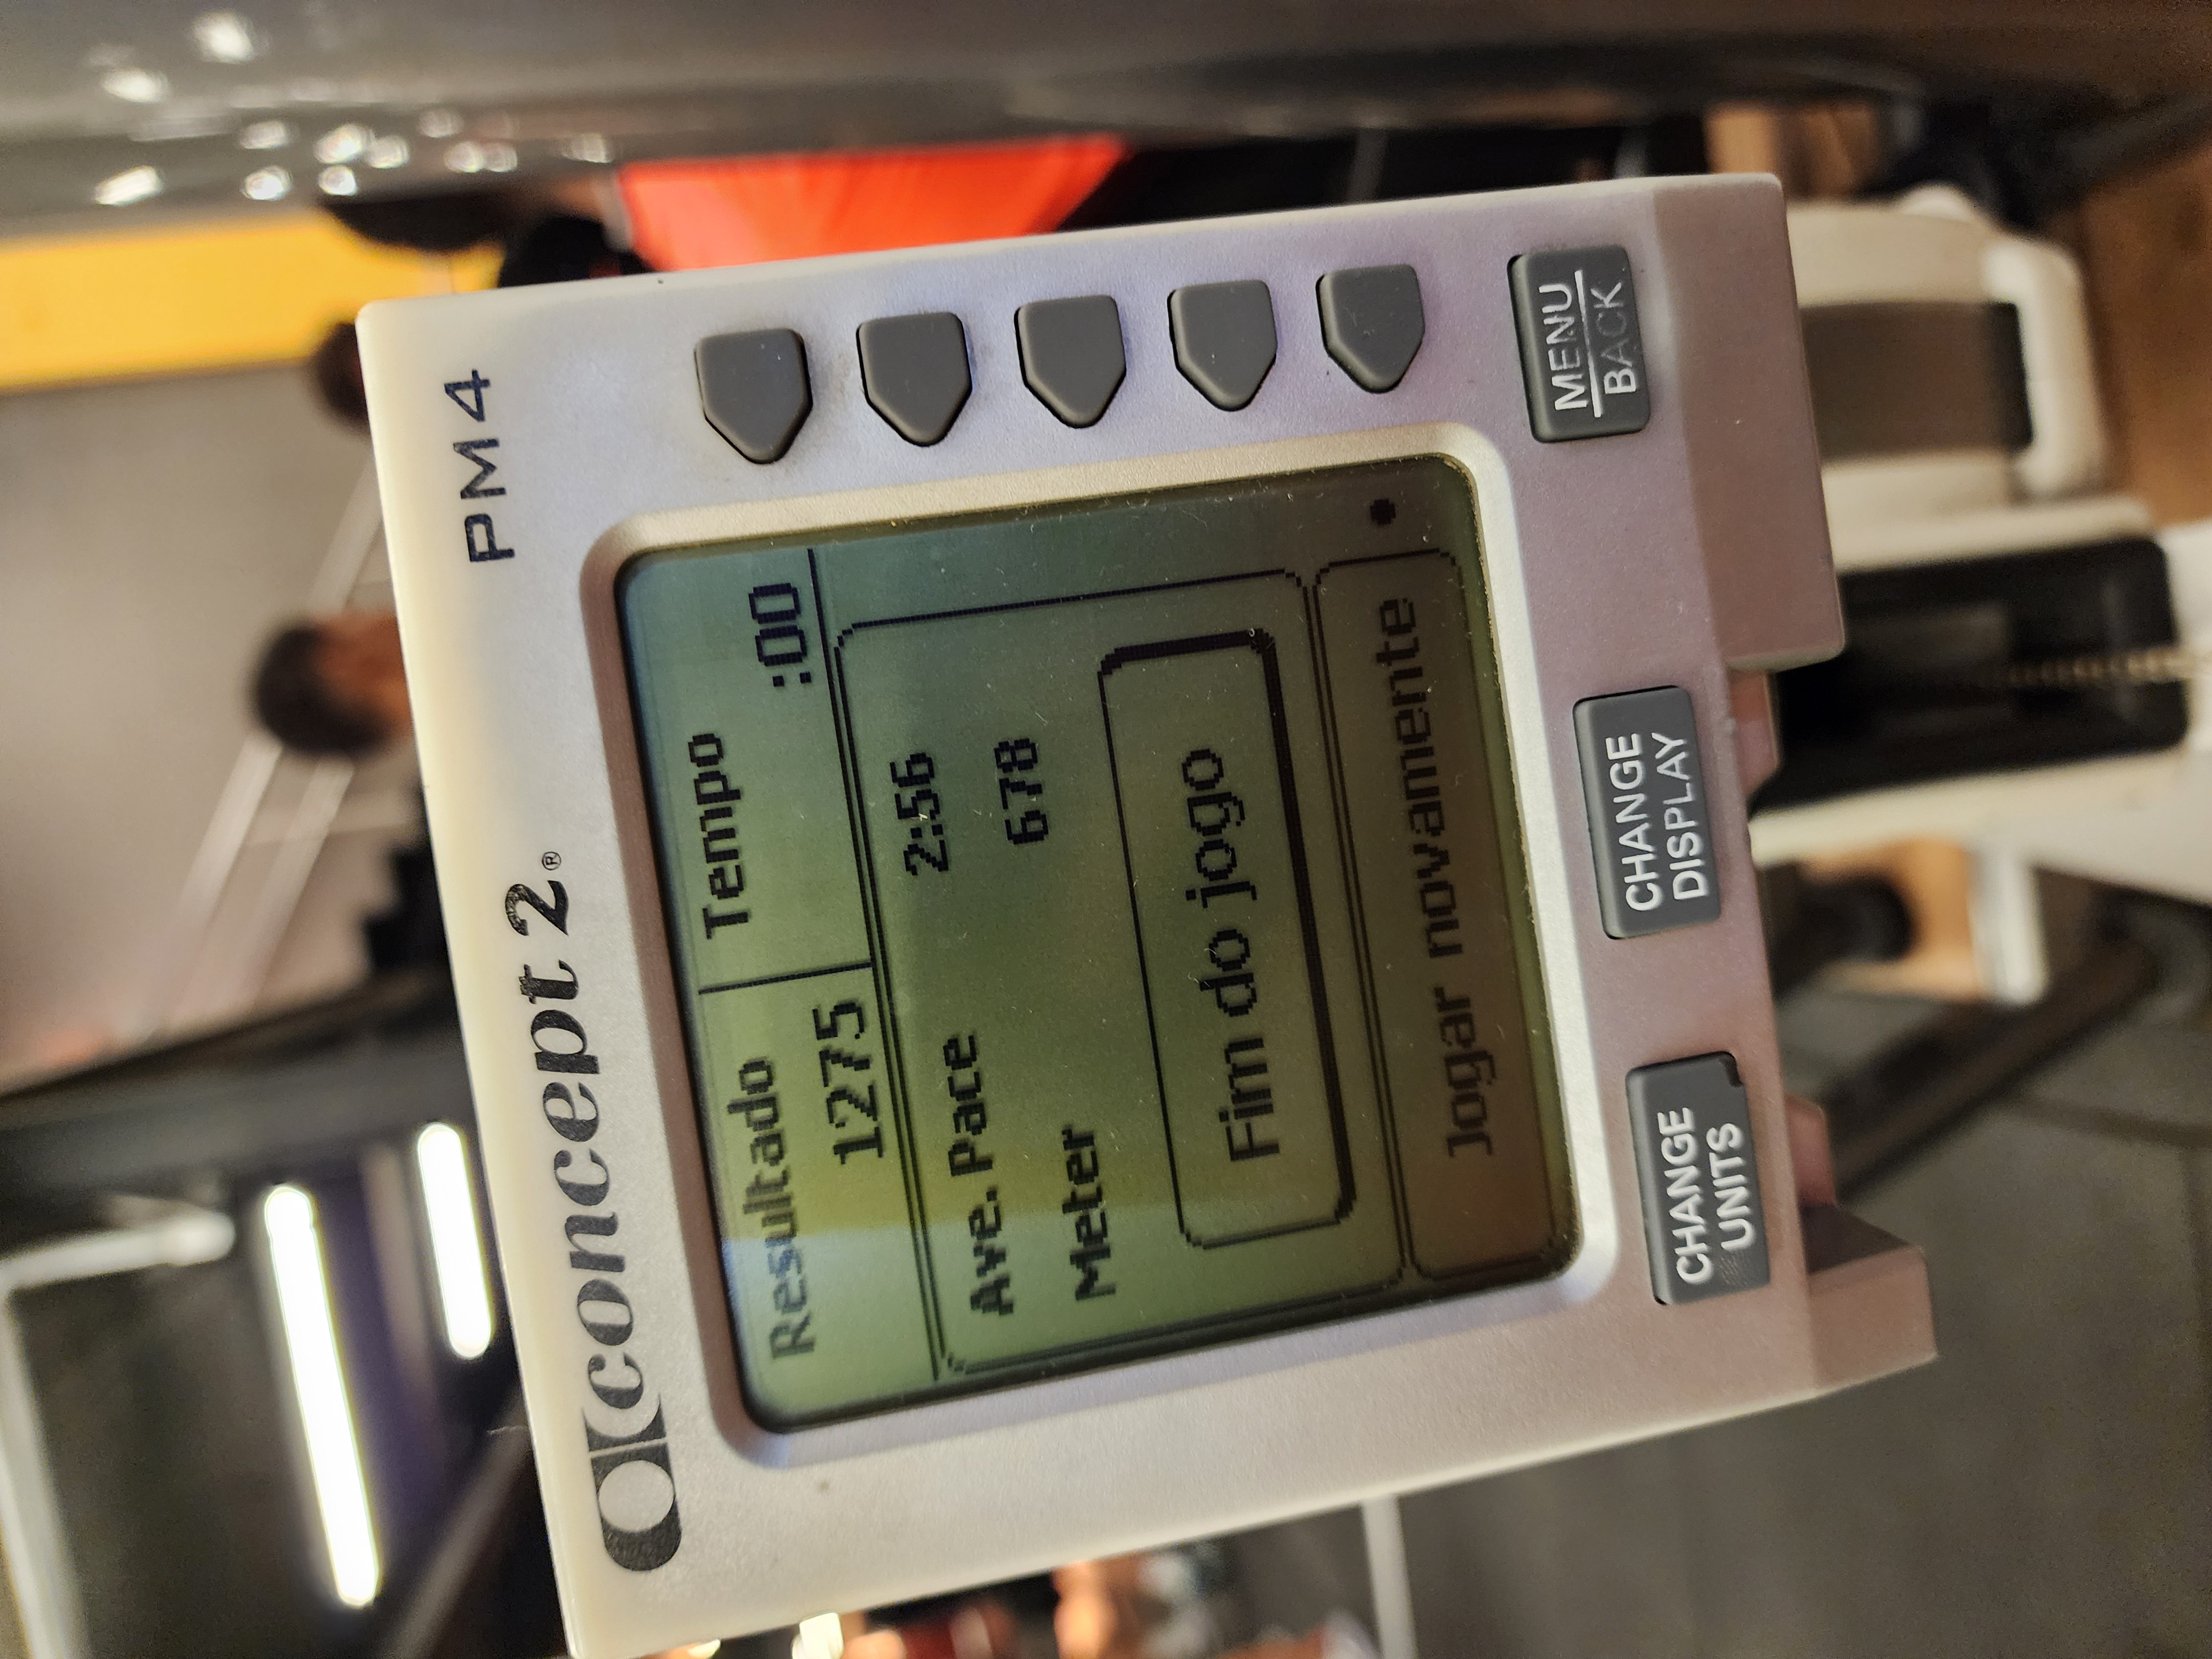 concept 2® PM4
Resultado Tempo
1275 :00
Ave. Pace 2:56
Meter 678
Fim do jogo
Jogar novamente
CHANGE UNITS
CHANGE DISPLAY
MENU
BACK